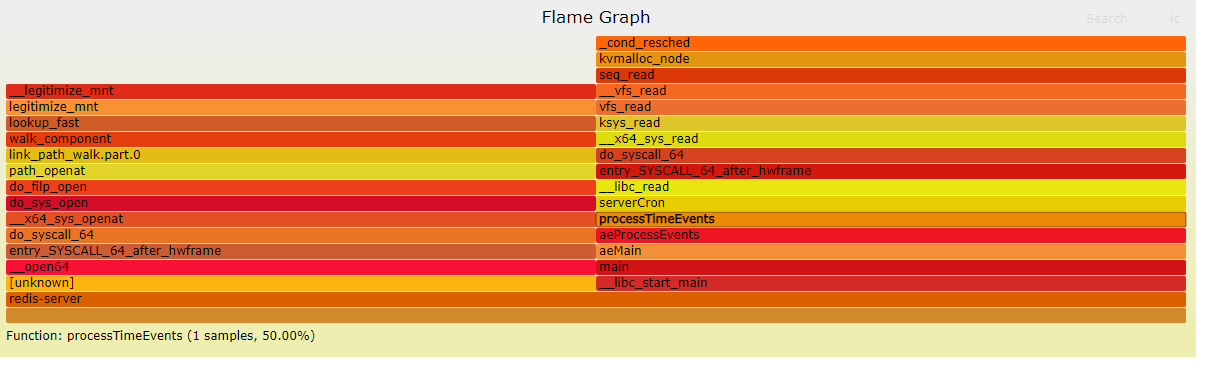 Flame Graph
Search ic
_cond_resched
kvmalloc_node
seq_read
__legitimize_mnt __vfs_read
legitimize_mnt vfs_read
lookup_fast ksys_read
walk_component __x64_sys_read
link_path_walk.part.0 do_syscall_64
path_openat entry_SYSCALL_64_after_hwframe
do_filp_open __libc_read
do_sys_open serverCron
__x64_sys_openat processTimeEvents
do_syscall_64 aeProcessEvents
entry_SYSCALL_64_after_hwframe aeMain
__open64 main
[unknown] __libc_start_main
redis-server
Function: processTimeEvents (1 samples, 50.00%)